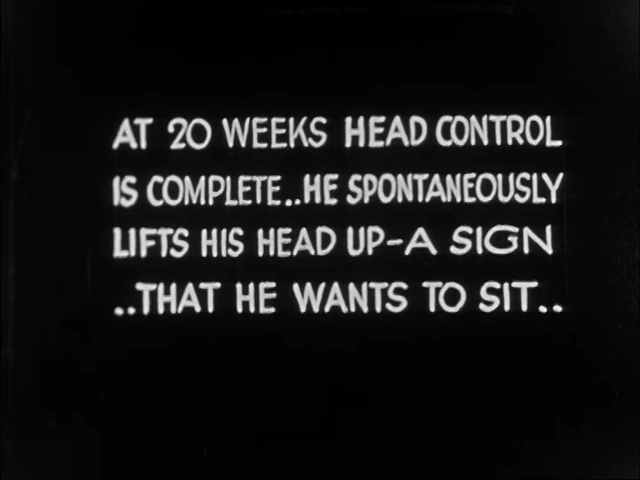 AT 20 WEEKS HEAD CONTROL
IS COMPLETE..HE SPONTANEOUSLY
LIFTS HIS HEAD UP-A SIGN
..THAT HE WANTS TO SIT..